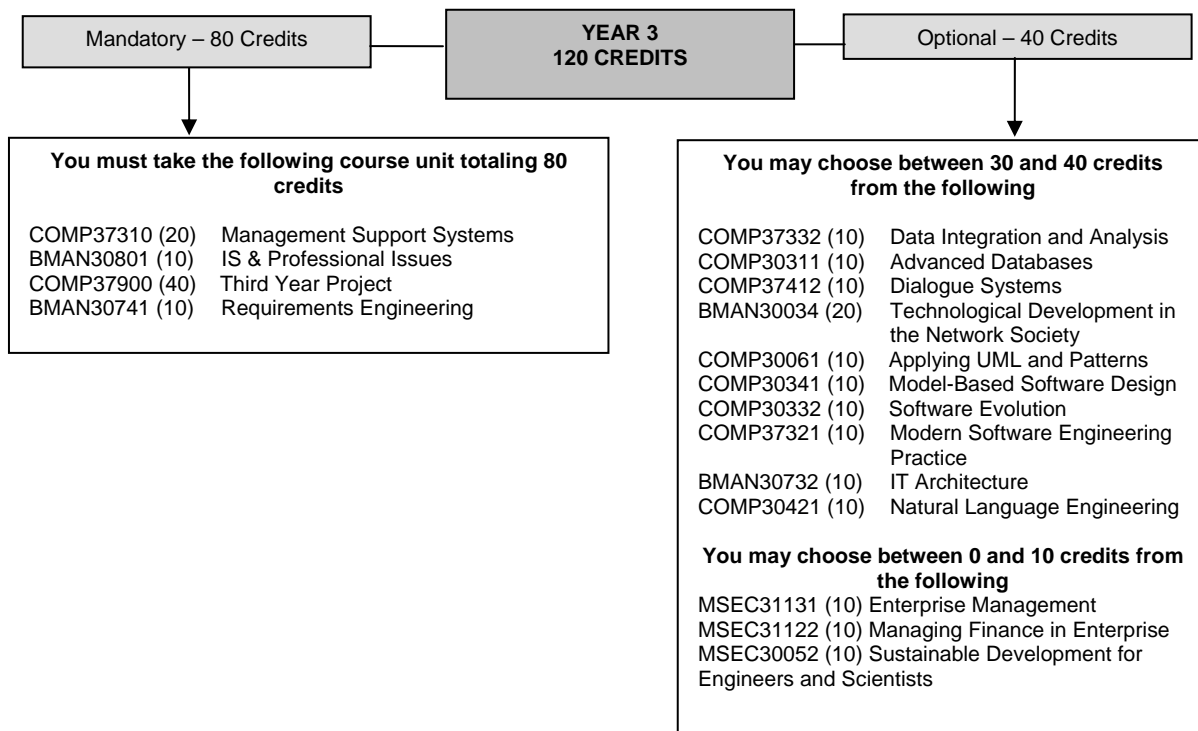 Mandatory – 80 Credits
YEAR 3
120 CREDITS
Optional – 40 Credits
You must take the following course unit totaling 80
credits
COMP37310 (20) Management Support Systems
BMAN30801 (10) IS & Professional Issues
COMP37900 (40) Third Year Project
BMAN30741 (10) Requirements Engineering
You may choose between 30 and 40 credits
from the following
COMP37332 (10) Data Integration and Analysis
COMP30311 (10) Advanced Databases
COMP37412 (10) Dialogue Systems
BMAN30034 (20) Technological Development in
the Network Society
COMP30061 (10) Applying UML and Patterns
COMP30341 (10) Model-Based Software Design
COMP30332 (10) Software Evolution
COMP37321 (10) Modern Software Engineering
Practice
BMAN30732 (10) IT Architecture
COMP30421 (10) Natural Language Engineering
You may choose between 0 and 10 credits from
the following
MSEC31131 (10) Enterprise Management
MSEC31122 (10) Managing Finance in Enterprise
MSEC30052 (10) Sustainable Development for
Engineers and Scientists